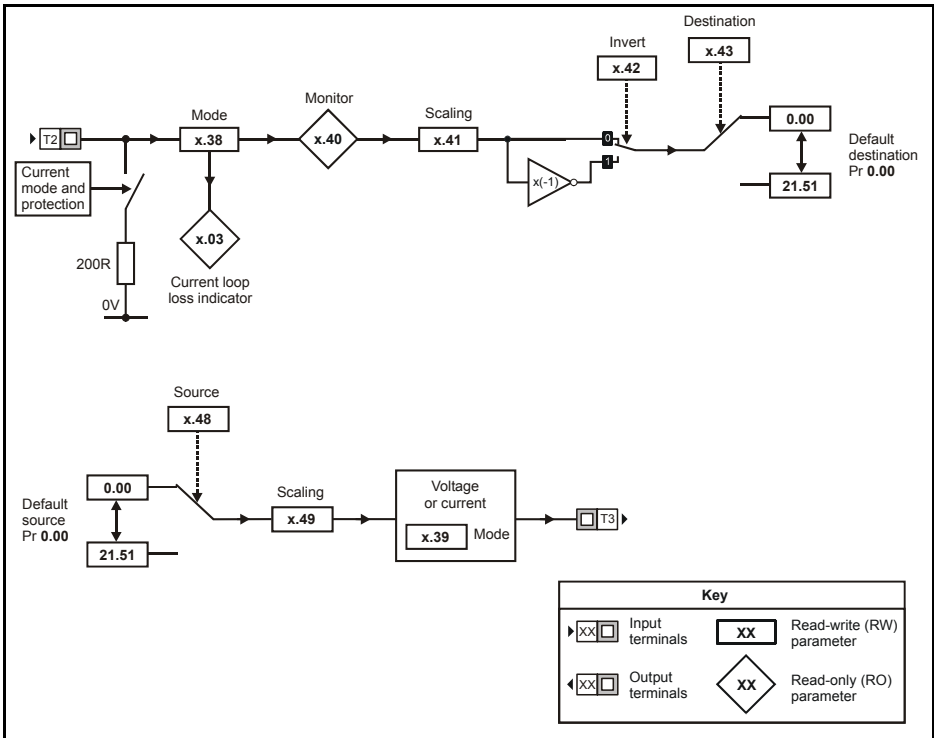 Destination
Invert
x.43
x.42
Monitor
Mode
Scaling
0.00
T2
x.38
x.40
x.41
0
1
Default
destination
Pr 0.00
Current
mode and
protection
x(-1)
21.51
x.03
200R
Current loop
loss indicator
0V
Source
x.48
Default
source
Pr 0.00
0.00
21.51
Scaling
x.49
Voltage
or current
x.39 Mode
T3
Key
XX Input
terminals
XX Read-write (RW)
parameter
XX Output
terminals
XX Read-only (RO)
parameter